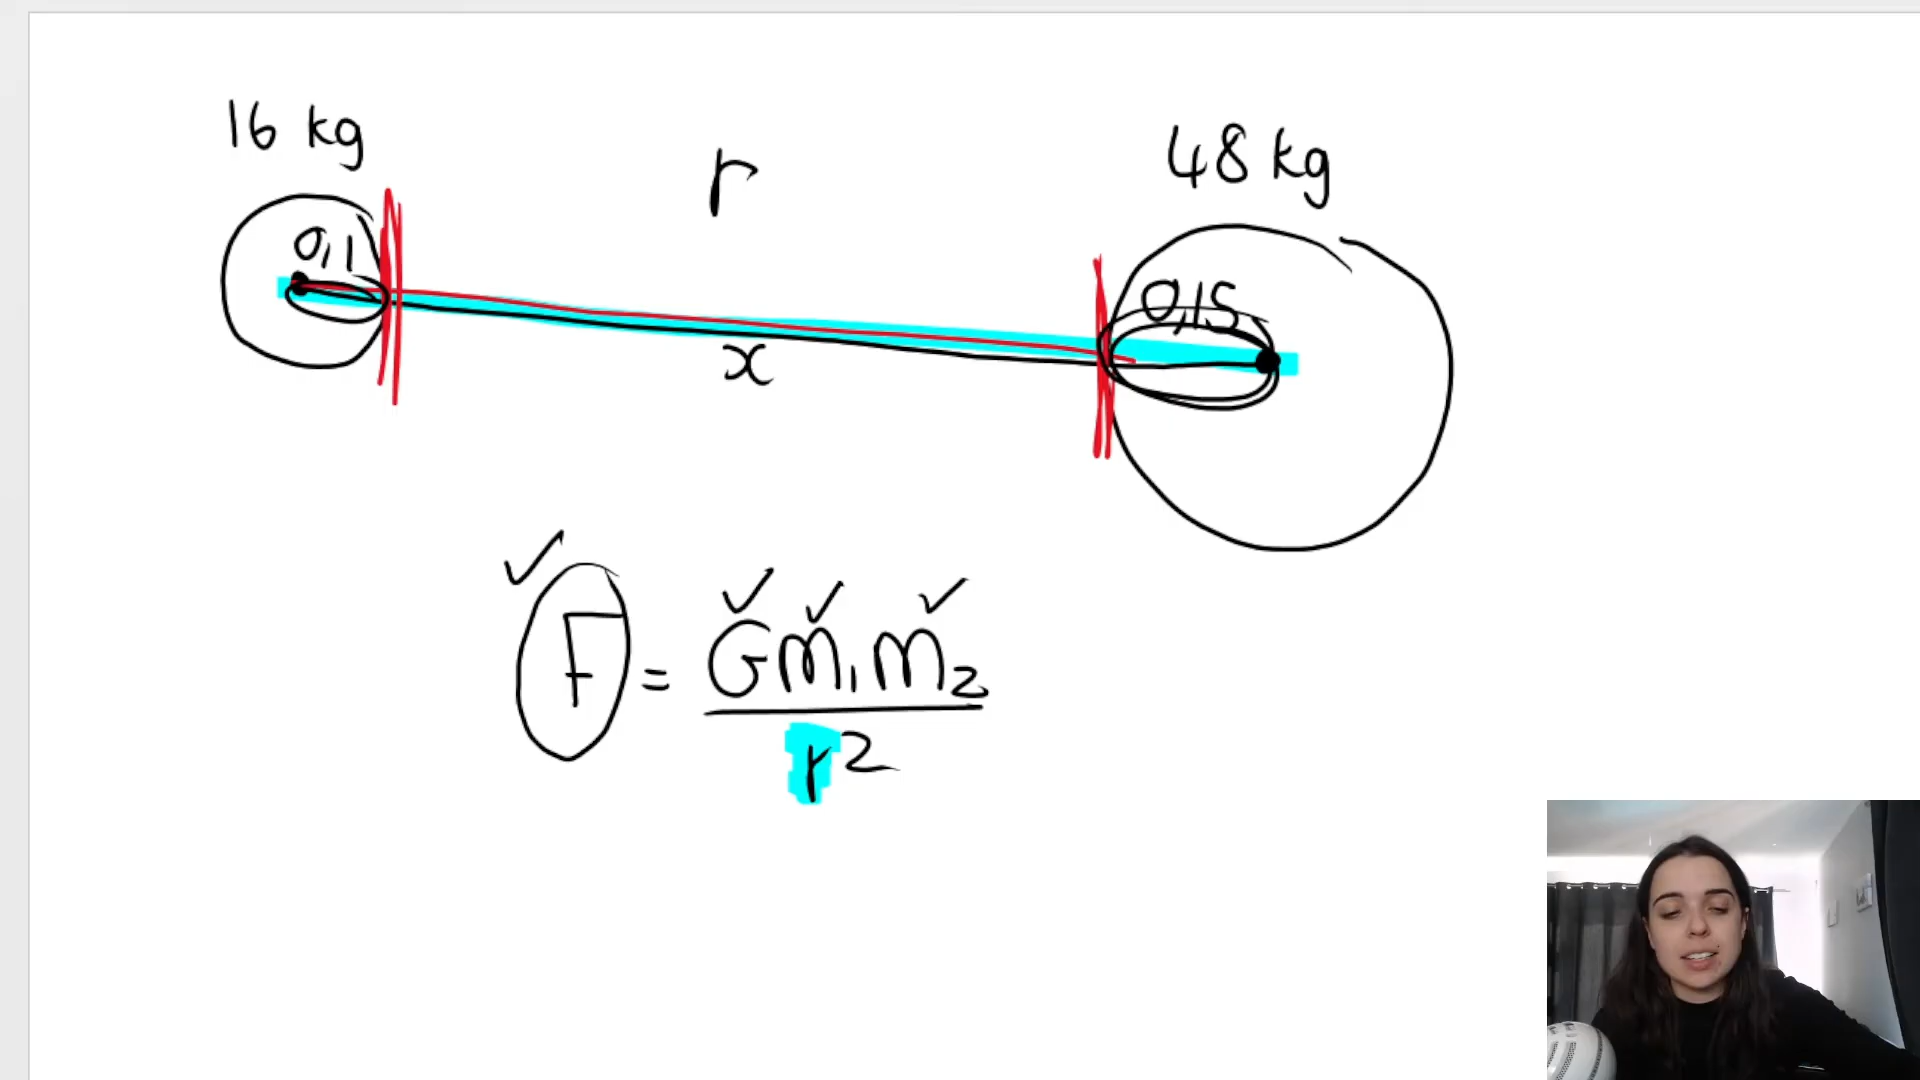 16 kg
r
48 kg
0,1
0,15
x
F = Gm₁m₂
r²